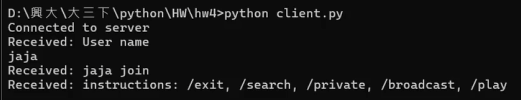 D:\興大\大三下\python\HW\hw4>python client.py
Connected to server
Received: User name
jaja
Received: jaja join
Received: instructions: /exit, /search, /private, /broadcast, /play